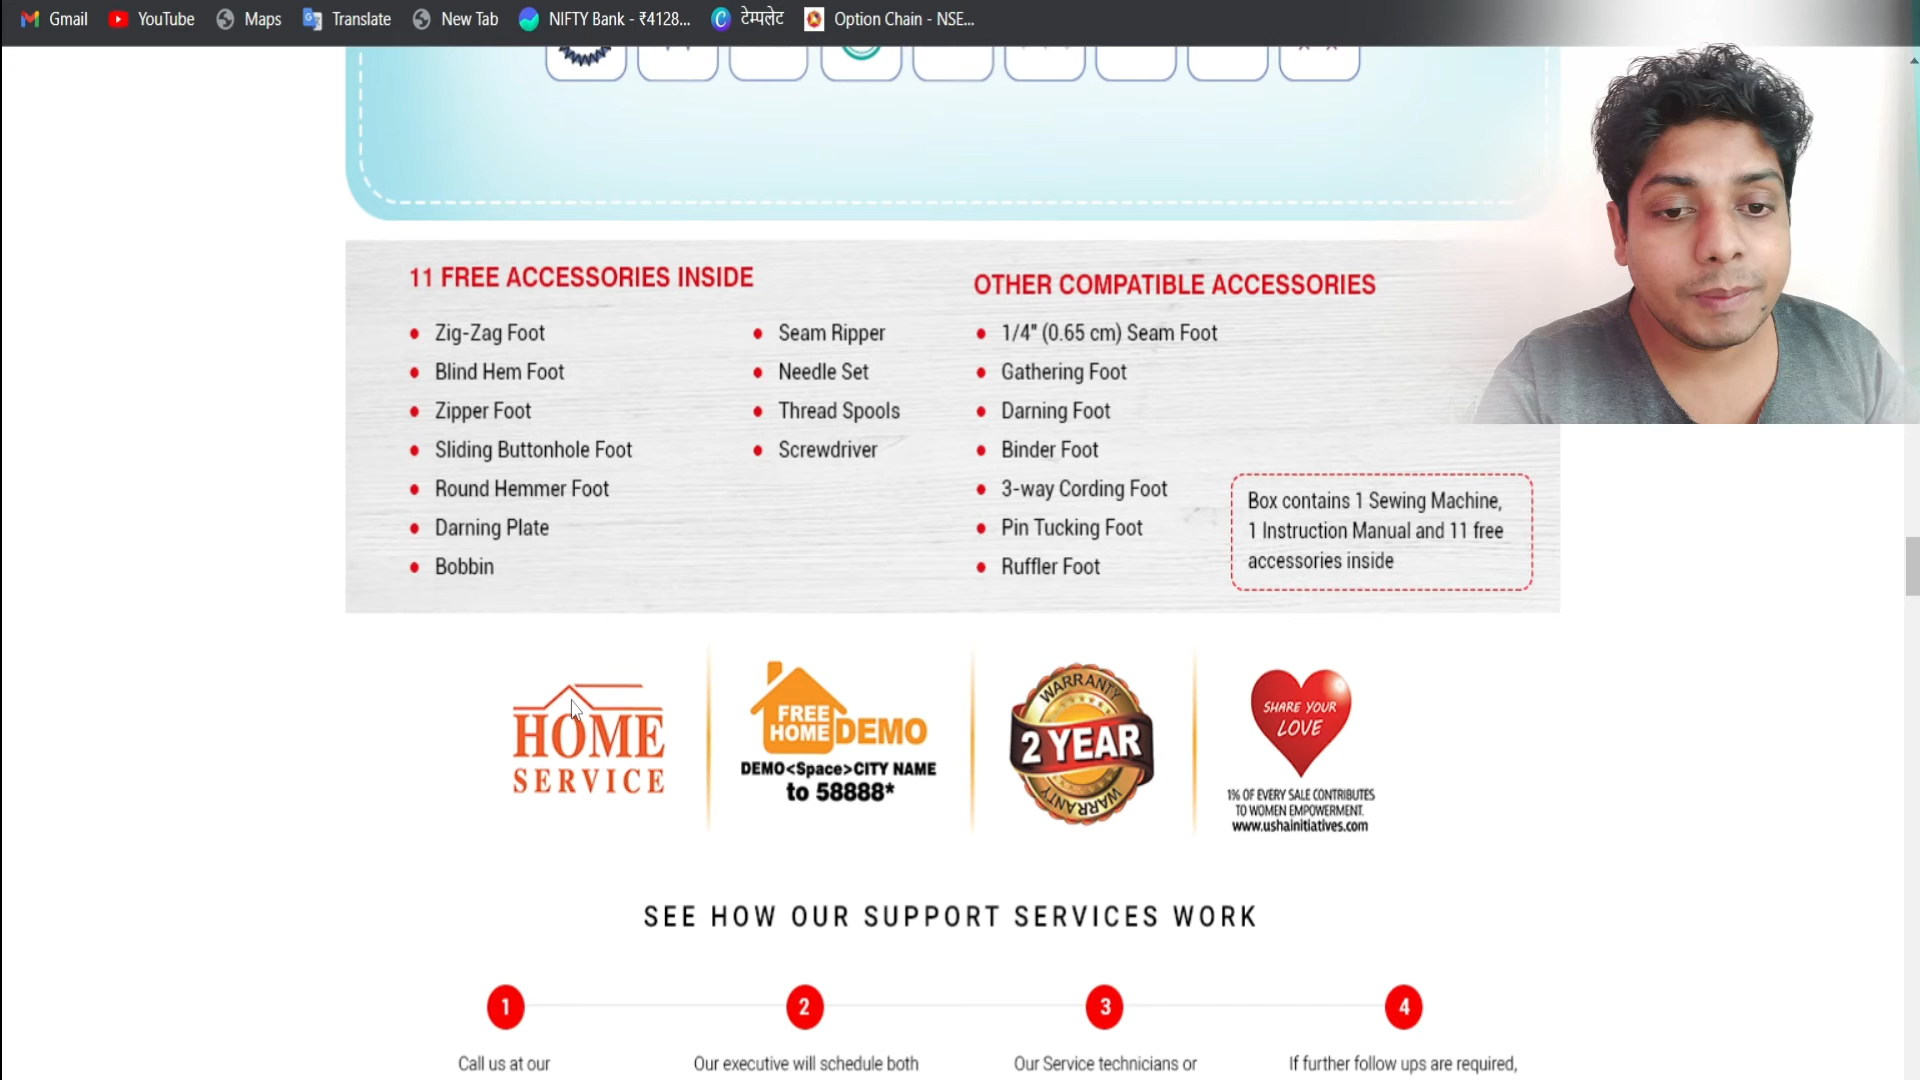 Gmail YouTube Maps Translate New Tab NIFTY Bank - ₹4128... टेम्पलेट Option Chain - NSE...
11 FREE ACCESSORIES INSIDE
Zig-Zag Foot
Blind Hem Foot
Zipper Foot
Sliding Buttonhole Foot
Round Hemmer Foot
Darning Plate
Bobbin
Seam Ripper
Needle Set
Thread Spools
Screwdriver
OTHER COMPATIBLE ACCESSORIES
1/4" (0.65 cm) Seam Foot
Gathering Foot
Darning Foot
Binder Foot
3-way Cording Foot
Pin Tucking Foot
Ruffler Foot
Box contains 1 Sewing Machine,
1 Instruction Manual and 11 free
accessories inside
HOME
SERVICE
FREE
HOME DEMO
DEMO<Space>CITY NAME
to 58888*
WARRANTY
2 YEAR
WARRANTY
SHARE YOUR
LOVE
1% OF EVERY SALE CONTRIBUTES
TO WOMEN EMPOWERMENT.
www.ushainitiatives.com
SEE HOW OUR SUPPORT SERVICES WORK
1 2 3 4
Call us at our
Our executive will schedule both
Our Service technicians or
If further follow ups are required,